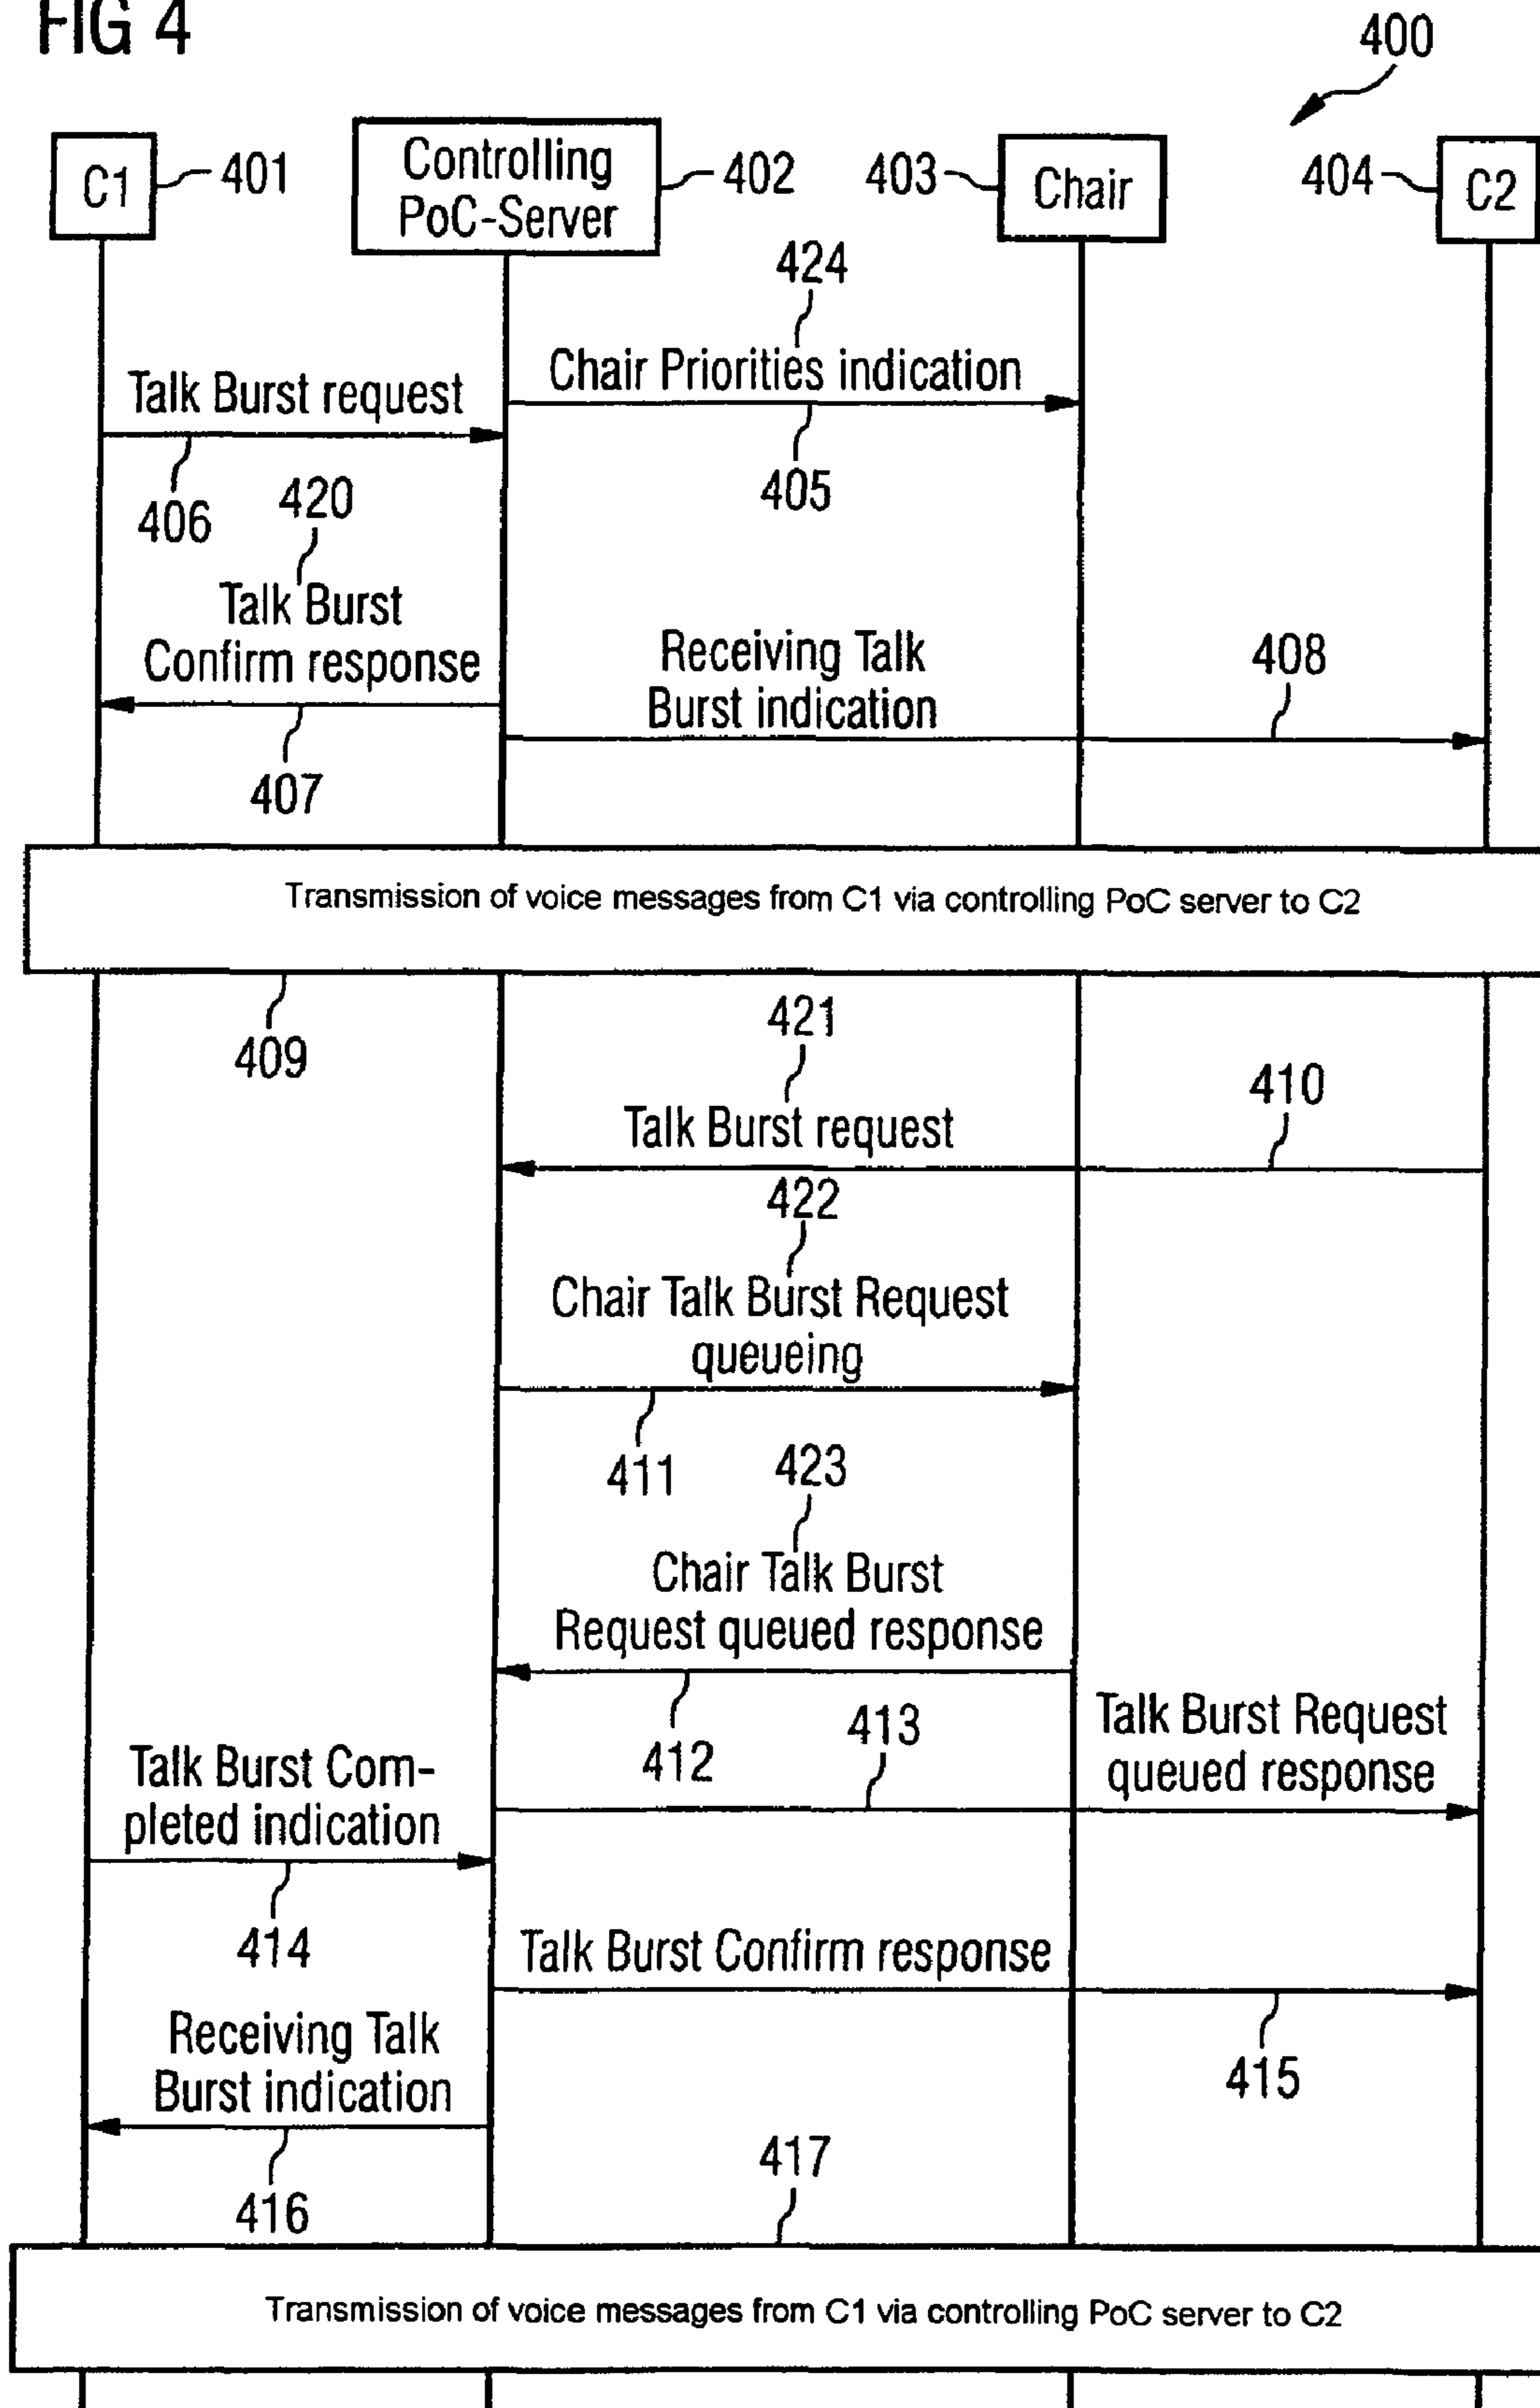 FIG 4
400
C1
401
Controlling
PoC-Server
402
403
Chair
404
C2
424
Chair Priorities indication
Talk Burst request
405
406
420
Talk Burst
Confirm response
Receiving Talk
Burst indication
408
407
Transmission of voice messages from C1 via controlling PoC server to C2
409
421
410
Talk Burst request
422
Chair Talk Burst Request
queueing
411
423
Chair Talk Burst
Request queued response
412
413
Talk Burst Request
queued response
Talk Burst Com-
pleted indication
414
Talk Burst Confirm response
415
Receiving Talk
Burst indication
416
417
Transmission of voice messages from C1 via controlling PoC server to C2